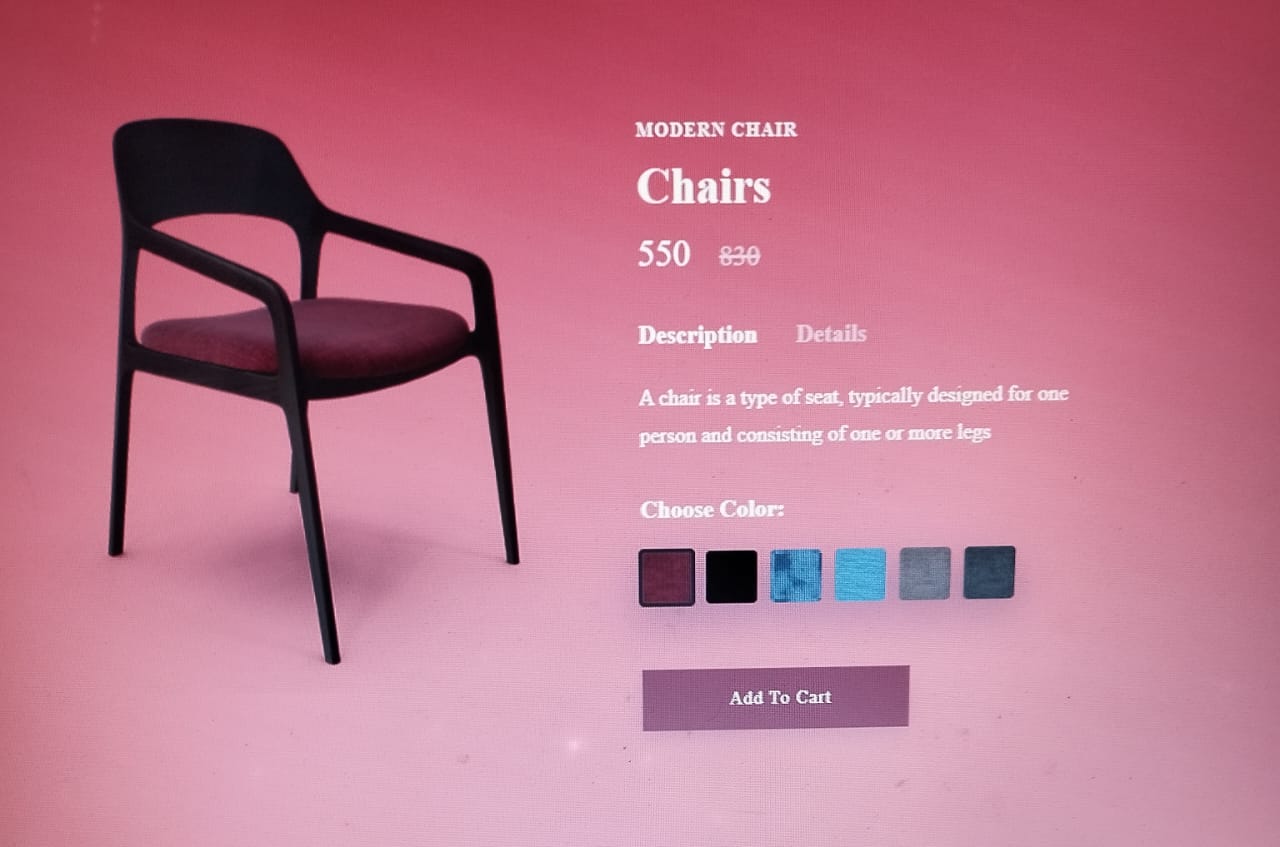 MODERN CHAIR
Chairs
550 830
Description Details
A chair is a type of seat, typically designed for one
person and consisting of one or more legs
Choose Color:
Add To Cart